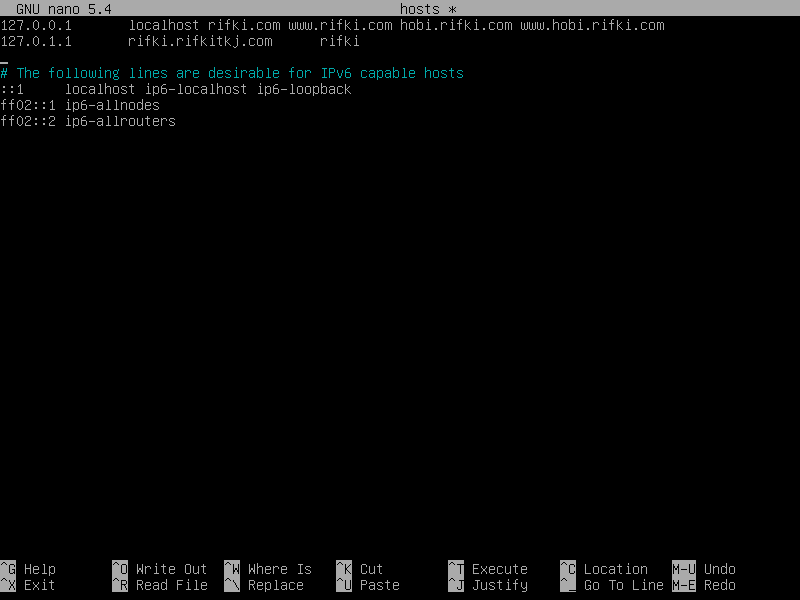 GNU nano 5.4 hosts *
127.0.0.1 localhost rifki.com www.rifki.com hobi.rifki.com www.hobi.rifki.com
127.0.1.1 rifki.rifkitkj.com rifki
# The following lines are desirable for IPv6 capable hosts
::1 localhost ip6-localhost ip6-loopback
ff02::1 ip6-allnodes
ff02::2 ip6-allrouters
^G Help ^O Write Out ^W Where Is ^K Cut ^T Execute ^C Location M-U Undo
^X Exit ^R Read File ^\ Replace ^U Paste ^J Justify ^_ Go To Line M-E Redo